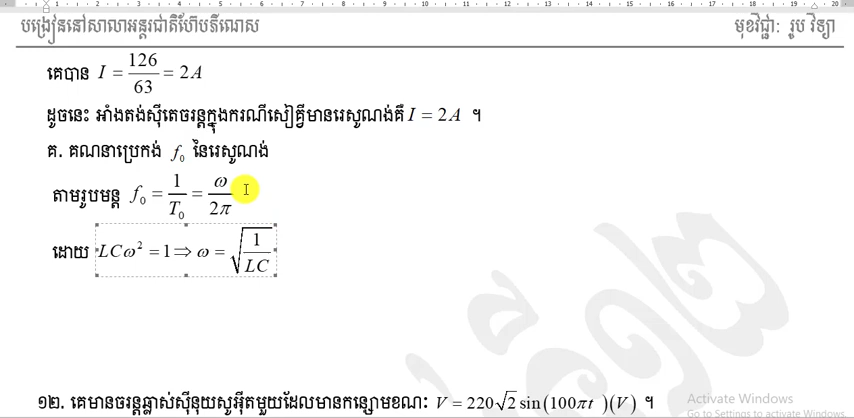 បង្រៀននៅសាលាអន្តរជាតិហ៊ែបភីណេស មុខវិជ្ជា: រូប វិទ្យា
គេបាន I = 126/63 = 2A
ដូចនេះ អាំងតង់ស៊ីតេចរន្តក្នុងករណីសៀគ្វីមានរេសូណង់គឺ I = 2A ។
គ. គណនាប្រេកង់ f₀ នៃរេសូណង់
តាមរូបមន្ត f₀ = 1/T₀ = ω/2π
ដោយ LCω² = 1 ⇒ ω = √(1/LC)
១២. គេមានចរន្តឆ្លាស់ស៊ីនុយសូអ៊ីតមួយដែលមានកន្សោមខណៈ V = 220√2 sin(100πt)(V) ។
Activate Windows
Go to Settings to activate Windows.